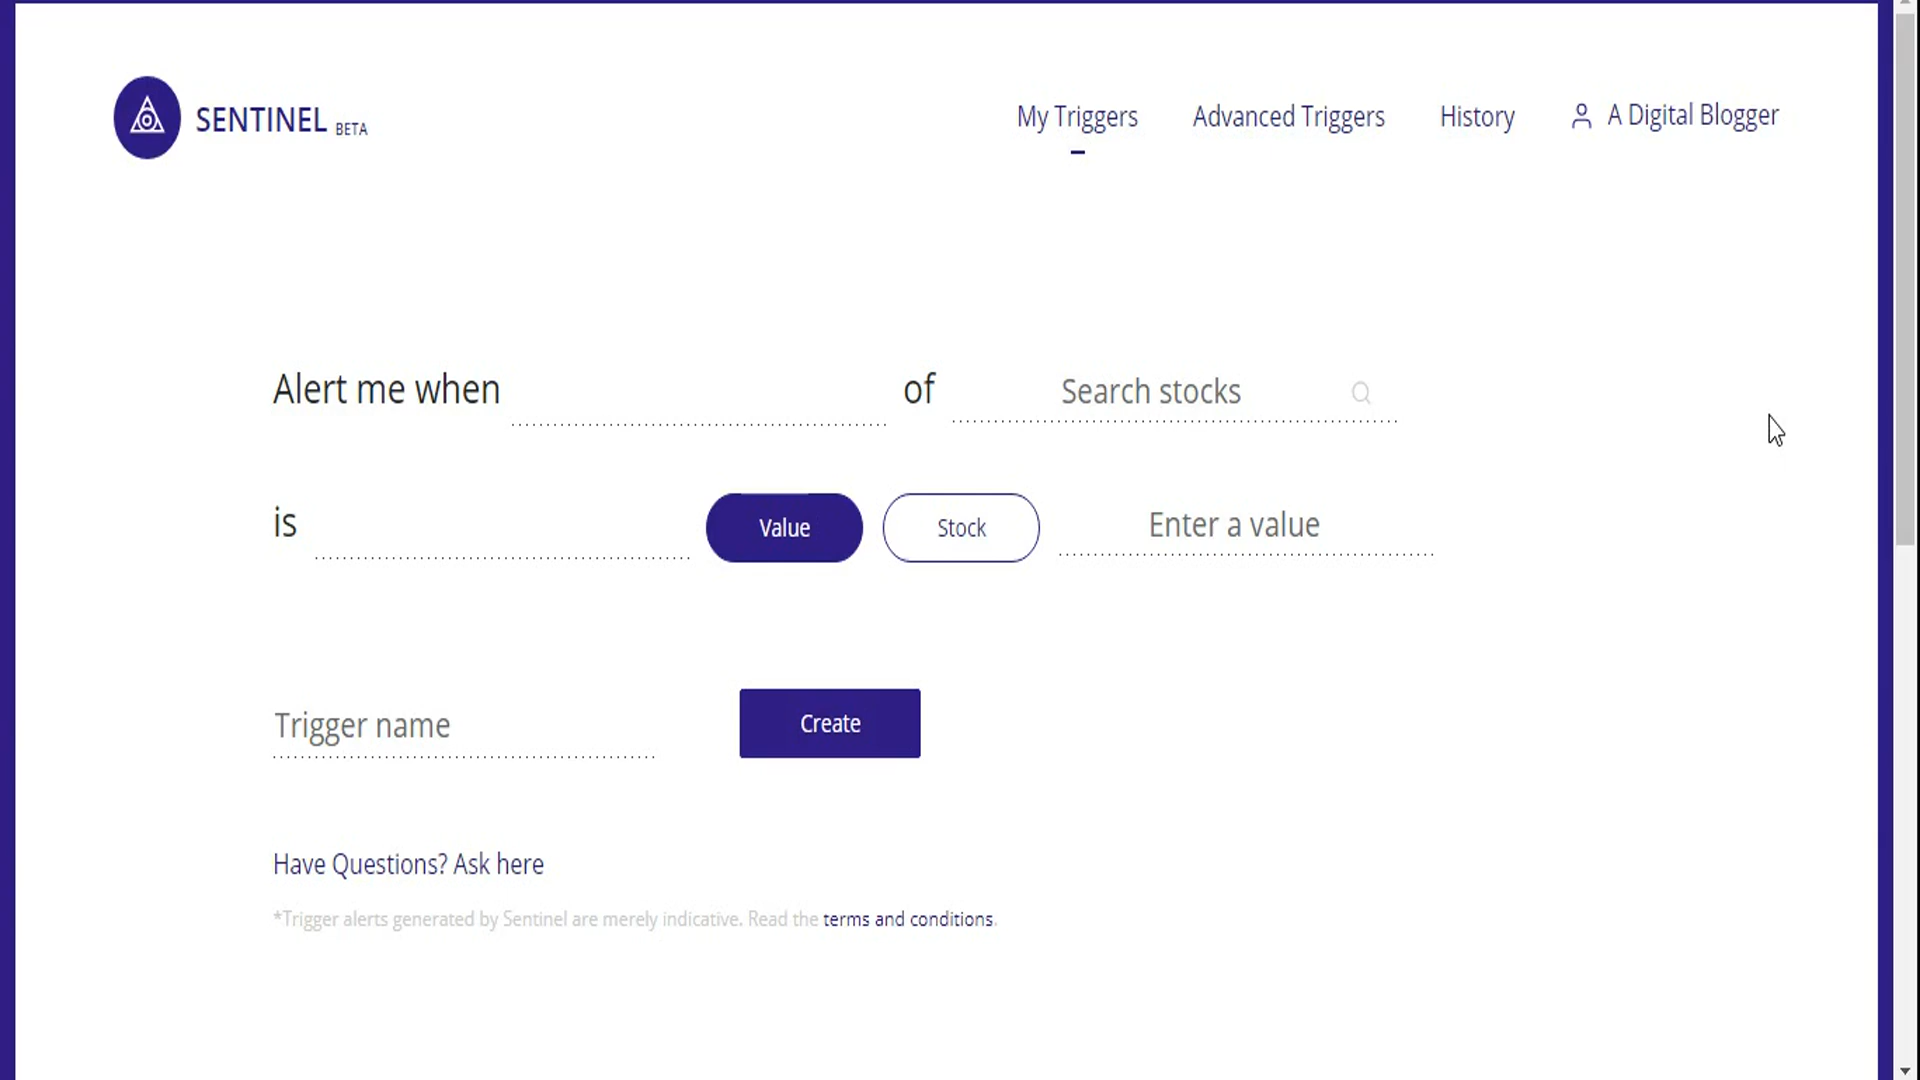 SENTINEL BETA
My Triggers Advanced Triggers History A Digital Blogger
Alert me when of Search stocks
is Value Stock Enter a value
Trigger name Create
Have Questions? Ask here
*Trigger alerts generated by Sentinel are merely indicative. Read the terms and conditions.